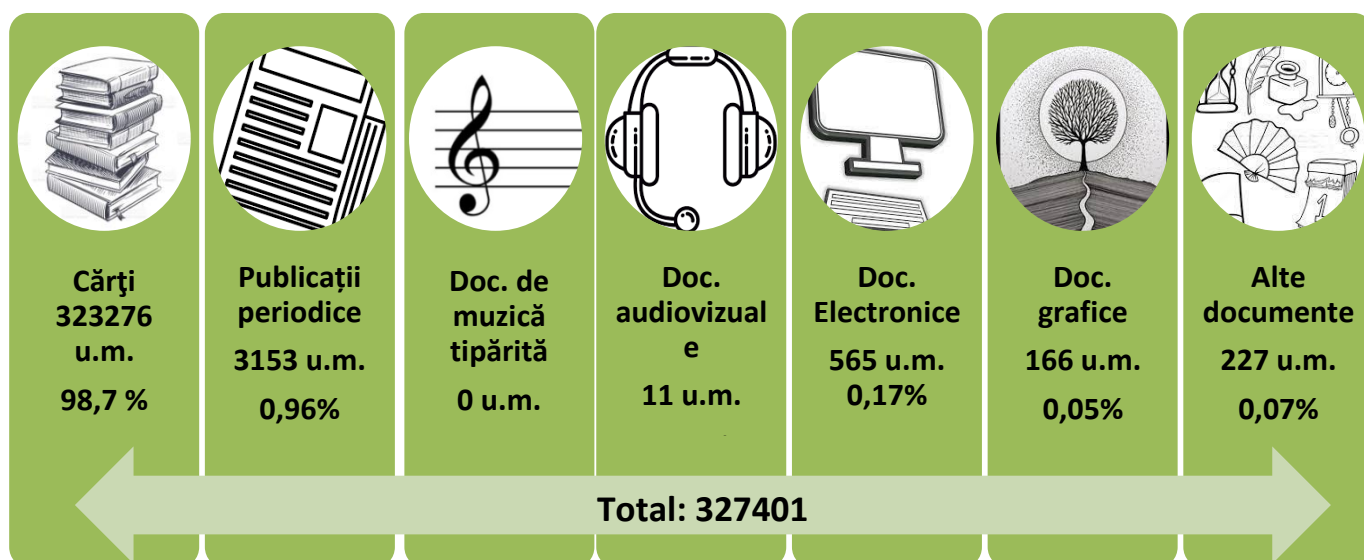 Cărţi
323276
u.m.
98,7 %
Publicații
periodice
3153 u.m.
0,96%
Doc. de
muzică
tipărită
0 u.m.
Doc.
audiovizual
e
11 u.m.
Doc.
Electronice
565 u.m.
0,17%
Doc.
grafice
166 u.m.
0,05%
Alte
documente
227 u.m.
0,07%
Total: 327401